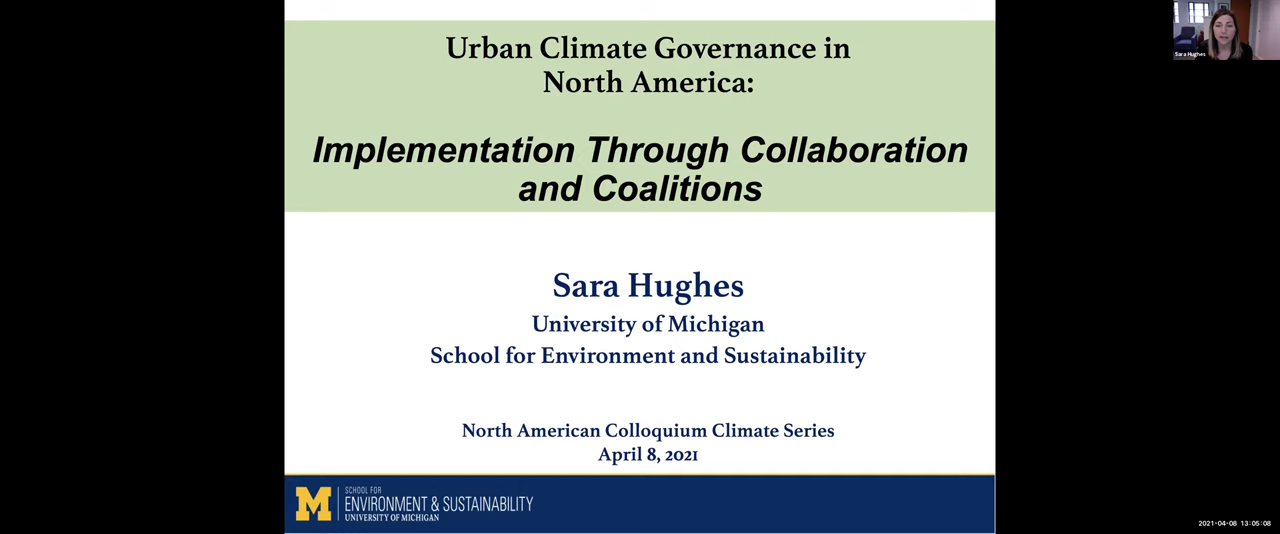 Urban Climate Governance in
North America:
Implementation Through Collaboration
and Coalitions
Sara Hughes
University of Michigan
School for Environment and Sustainability
North American Colloquium Climate Series
April 8, 2021
M
SCHOOL FOR
ENVIRONMENT & SUSTAINABILITY
UNIVERSITY OF MICHIGAN
Sara Hughes
2021-04-08 13:05:08